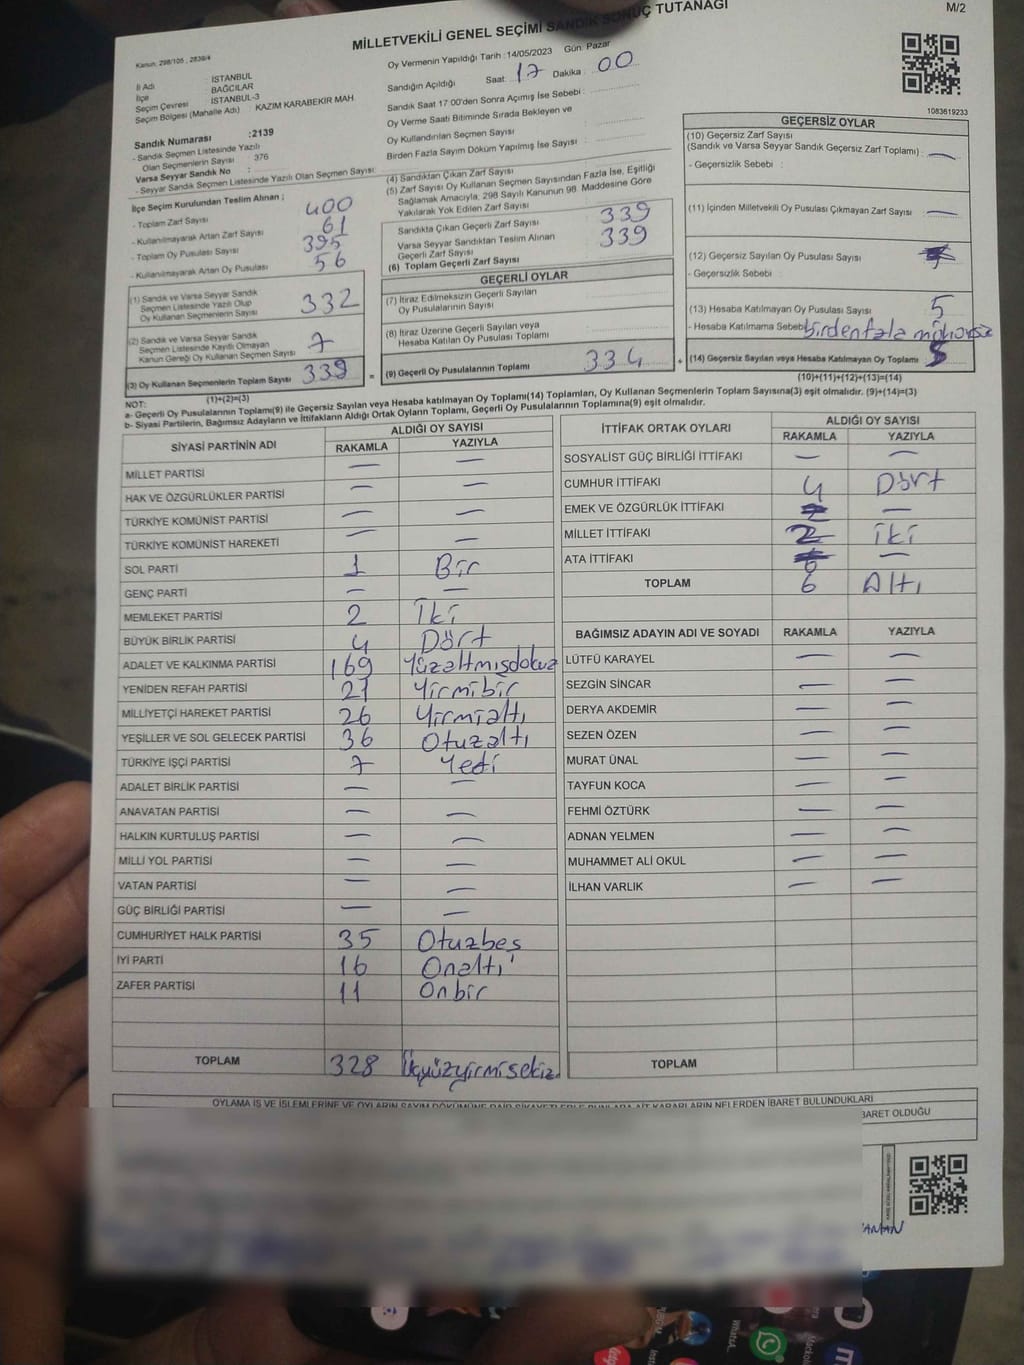 MİLLETVEKİLİ GENEL SEÇİMİ SANDIK SONUÇ TUTANAĞI
M/2
Kanun: 298/105 , 2839/4
İl Adı : İSTANBUL
İlçe : BAĞCILAR
Seçim Çevresi : İSTANBUL-3
Seçim Bölgesi (Mahalle Adı) : KAZIM KARABEKIR MAH
Sandık Numarası :2139
- Sandık Seçmen Listesinde Yazılı
Olan Seçmenlerin Sayısı : 376
Varsa Seyyar Sandık No :
- Seyyar Sandık Seçmen Listesinde Yazılı Olan Seçmen Sayısı :
Oy Vermenin Yapıldığı Tarih :14/05/2023 Gün: Pazar
Sandığın Açıldığı Saat: 17 Dakika : 00
Sandık Saat 17:00'den Sonra Açımış İse Sebebi :
Oy Verme Saati Bitiminde Sırada Bekleyen ve
Oy Kullandırılan Seçmen Sayısı :
Birden Fazla Sayım Döküm Yapılmış İse Sayısı :
1083619233
İlçe Seçim Kurulundan Teslim Alınan ;
- Toplam Zarf Sayısı 400
- Kullanılmayarak Artan Zarf Sayısı 61
- Toplam Oy Pusulası Sayısı 395
- Kullanılmayarak Artan Oy Pusulası 56
(4) Sandıktan Çıkan Zarf Sayısı :
(5) Zarf Sayısı Oy Kullanan Seçmen Sayısından Fazla İse, Eşitliği
Sağlamak Amacıyla, 298 Sayılı Kanunun 98. Maddesine Göre
Yakılarak Yok Edilen Zarf Sayısı :
Sandıkta Çıkan Geçerli Zarf Sayısı 339
Varsa Seyyar Sandıktan Teslim Alınan
Geçerli Zarf Sayısı : 339
(6) Toplam Geçerli Zarf Sayısı
GEÇERSİZ OYLAR
(10) Geçersiz Zarf Sayısı
(Sandık ve Varsa Seyyar Sandık Geçersiz Zarf Toplamı) : —
- Geçersizlik Sebebi :
(11) İçinden Milletvekili Oy Pusulası Çıkmayan Zarf Sayısı —
(12) Geçersiz Sayılan Oy Pusulası Sayısı
- Geçersizlik Sebebi :
(13) Hesaba Katılmayan Oy Pusulası Sayısı 5
- Hesaba Katılmama Sebebi birdenfazla
(14) Geçersiz Sayılan veya Hesaba Katılmayan Oy Toplamı 5
(10)+(11)+(12)+(13)=(14)
(1) Sandık ve Varsa Seyyar Sandık
Seçmen Listesinde Yazılı Olup
Oy Kullanan Seçmenlerin Sayısı 332
(2) Sandık ve Varsa Seyyar Sandık
Seçmen Listesinde Kayıtlı Olmayan
Kanun Gereği Oy Kullanan Seçmen Sayısı 7
(3) Oy Kullanan Seçmenlerin Toplam Sayısı 339
(1)+(2)=(3)
=
GEÇERLİ OYLAR
(7) İtiraz Edilmeksizin Geçerli Sayılan
Oy Pusulalarının Sayısı
(8) İtiraz Üzerine Geçerli Sayılan veya
Hesaba Katılan Oy Pusulası Toplamı
(9) Geçerli Oy Pusulalarının Toplamı 334
+
NOT:
a- Geçerli Oy Pusulalarının Toplamı(9) ile Geçersiz Sayılan veya Hesaba katılmayan Oy Toplamı(14) Toplamları, Oy Kullanan Seçmenlerin Toplam Sayısına(3) eşit olmalıdır. (9)+(14)=(3)
b- Siyasi Partilerin, Bağımsız Adayların ve İttifakların Aldığı Ortak Oyların Toplamı, Geçerli Oy Pusulalarının Toplamına(9) eşit olmalıdır.
SİYASİ PARTİNİN ADI ALDIĞI OY SAYISI
RAKAMLA YAZIYLA
MİLLET PARTİSİ — —
HAK VE ÖZGÜRLÜKLER PARTİSİ — —
TÜRKİYE KOMÜNİST PARTİSİ — —
TÜRKİYE KOMÜNİST HAREKETİ — —
SOL PARTİ 1 Bir
GENÇ PARTİ — —
MEMLEKET PARTİSİ 2 İki
BÜYÜK BİRLİK PARTİSİ 4 Dört
ADALET VE KALKINMA PARTİSİ 169 Yüzaltmışdokuz
YENİDEN REFAH PARTİSİ 21 Yirmibir
MİLLİYETÇİ HAREKET PARTİSİ 26 Yirmialtı
YEŞİLLER VE SOL GELECEK PARTİSİ 36 Otuzaltı
TÜRKİYE İŞÇİ PARTİSİ 7 Yedi
ADALET BİRLİK PARTİSİ — —
ANAVATAN PARTİSİ — —
HALKIN KURTULUŞ PARTİSİ — —
MİLLİ YOL PARTİSİ — —
VATAN PARTİSİ — —
GÜÇ BİRLİĞİ PARTİSİ — —
CUMHURİYET HALK PARTİSİ 35 Otuzbeş
İYİ PARTİ 16 Onaltı
ZAFER PARTİSİ 11 Onbir
TOPLAM 328 Üçyüzyirmisekiz
İTTİFAK ORTAK OYLARI ALDIĞI OY SAYISI
RAKAMLA YAZIYLA
SOSYALİST GÜÇ BİRLİĞİ İTTİFAKI — —
CUMHUR İTTİFAKI 4 Dört
EMEK VE ÖZGÜRLÜK İTTİFAKI —
MİLLET İTTİFAKI 2 İki
ATA İTTİFAKI —
TOPLAM 6 Altı
BAĞIMSIZ ADAYIN ADI VE SOYADI RAKAMLA YAZIYLA
LÜTFÜ KARAYEL — —
SEZGİN SİNCAR — —
DERYA AKDEMİR — —
SEZEN ÖZEN — —
MURAT ÜNAL — —
TAYFUN KOCA — —
FEHMİ ÖZTÜRK — —
ADNAN YELMEN — —
MUHAMMET ALİ OKUL — —
İLHAN VARLIK — —
TOPLAM
OYLAMA İŞ VE İŞLEMLERİNE VE OYLARIN SAYIM DÖKÜMÜNE DAİR ŞİKAYETLERLE BUNLARA AİT KARARLARIN NELERDEN İBARET BULUNDUKLARI
BARET OLDUĞU